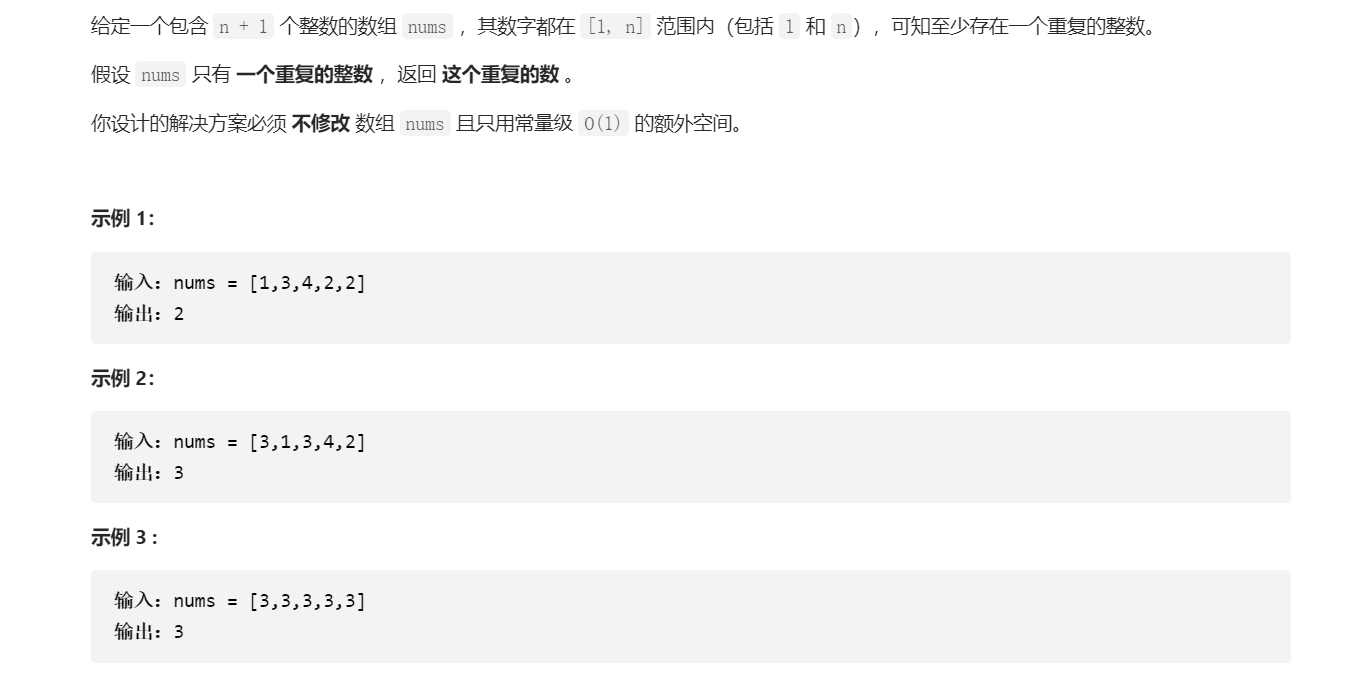 给定一个包含 n + 1 个整数的数组 nums ，其数字都在 [1, n] 范围内（包括 1 和 n），可知至少存在一个重复的整数。
假设 nums 只有 一个重复的整数 ，返回 这个重复的数 。
你设计的解决方案必须 不修改 数组 nums 且只用常量级 O(1) 的额外空间。
示例 1：
输入：nums = [1,3,4,2,2]
输出：2
示例 2：
输入：nums = [3,1,3,4,2]
输出：3
示例 3 :
输入：nums = [3,3,3,3,3]
输出：3